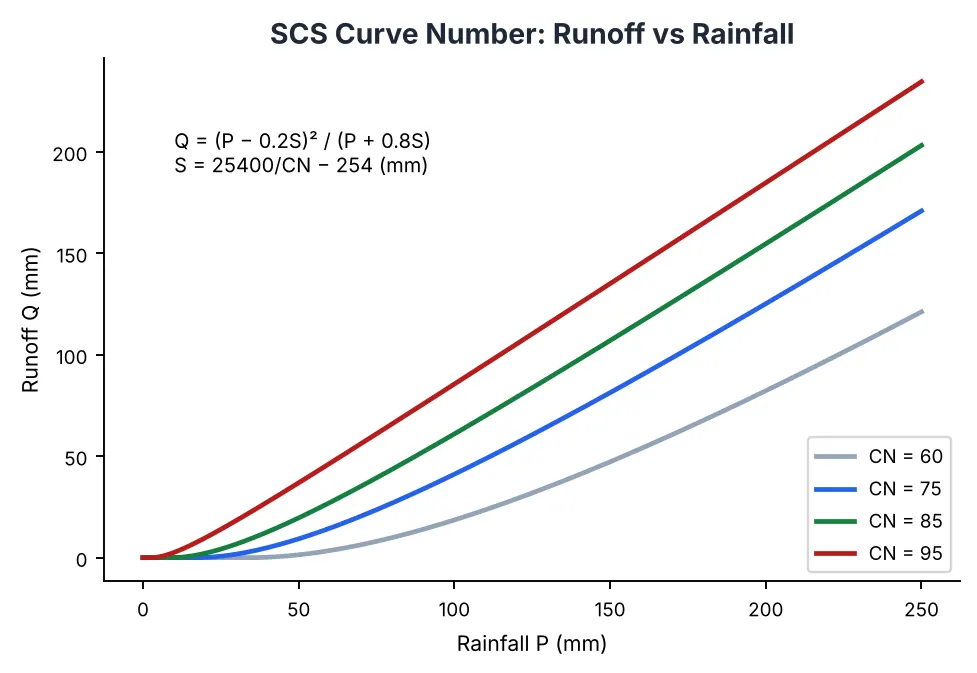 SCS Curve Number: Runoff vs Rainfall
Q = (P − 0.2S)² / (P + 0.8S)
S = 25400/CN − 254 (mm)
Runoff Q (mm)
200
150
100
50
0
0
50
100
150
200
250
Rainfall P (mm)
CN = 60
CN = 75
CN = 85
CN = 95